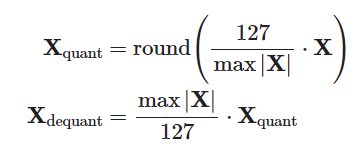 X_quant = round( 127 / max|X| · X )
X_dequant = max|X| / 127 · X_quant